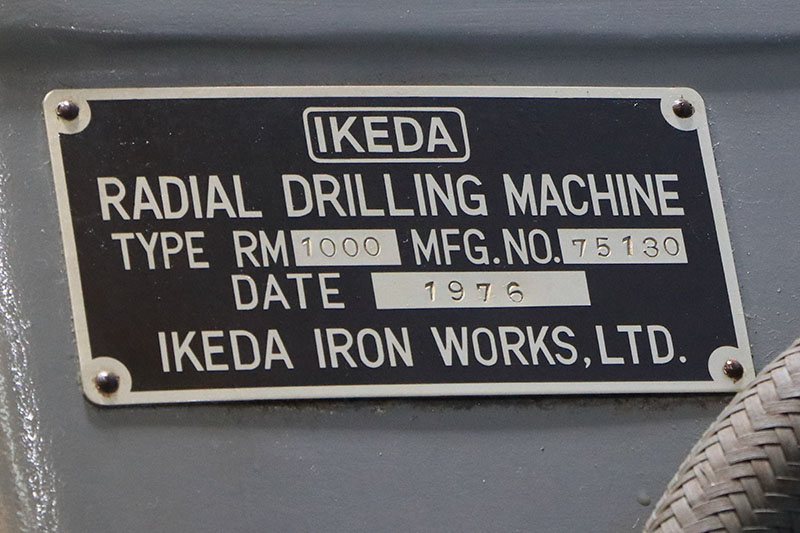 IKEDA
RADIAL DRILLING MACHINE
TYPE RM 1000 MFG.NO. 75130
DATE 1976
IKEDA IRON WORKS, LTD.